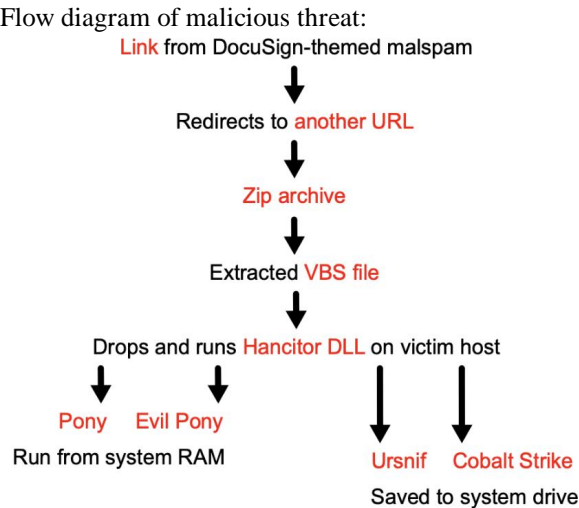 Flow diagram of malicious threat:
Link from DocuSign-themed malspam
Redirects to another URL
Zip archive
Extracted VBS file
Drops and runs Hancitor DLL on victim host
Pony Evil Pony
Run from system RAM
Ursnif Cobalt Strike
Saved to system drive